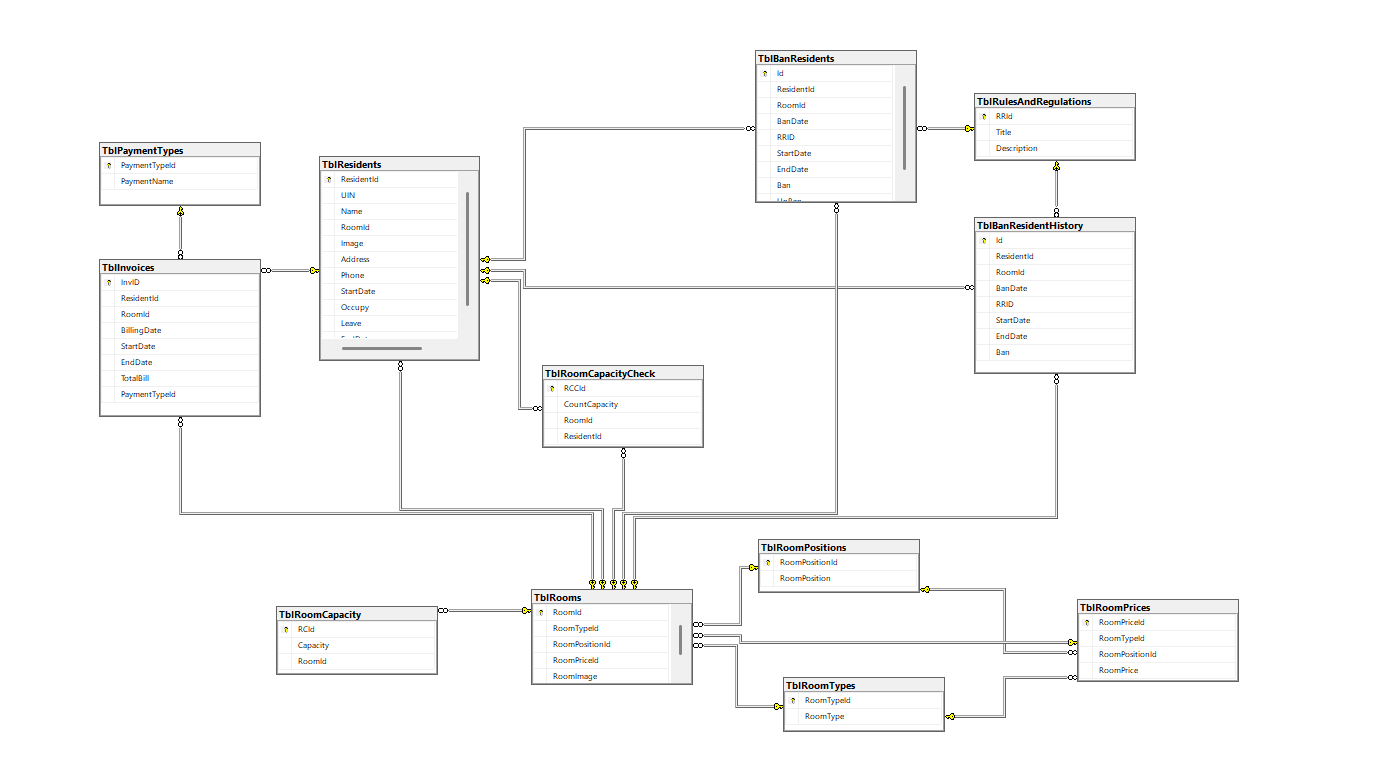 TblBanResidents
Id
ResidentId
RoomId
BanDate
RRID
StartDate
EndDate
Ban
UnBan
TblRulesAndRegulations
RRId
Title
Description
TblPaymentTypes
PaymentTypeId
PaymentName
TblResidents
ResidentId
UIN
Name
RoomId
Image
Address
Phone
StartDate
Occupy
Leave
EndDate
TblBanResidentHistory
Id
ResidentId
RoomId
BanDate
RRID
StartDate
EndDate
Ban
TblInvoices
InvID
ResidentId
RoomId
BillingDate
StartDate
EndDate
TotalBill
PaymentTypeId
TblRoomCapacityCheck
RCCId
CountCapacity
RoomId
ResidentId
TblRoomPositions
RoomPositionId
RoomPosition
TblRooms
RoomId
RoomTypeId
RoomPositionId
RoomPriceId
RoomImage
TblRoomCapacity
RCId
Capacity
RoomId
TblRoomPrices
RoomPriceId
RoomTypeId
RoomPositionId
RoomPrice
TblRoomTypes
RoomTypeId
RoomType